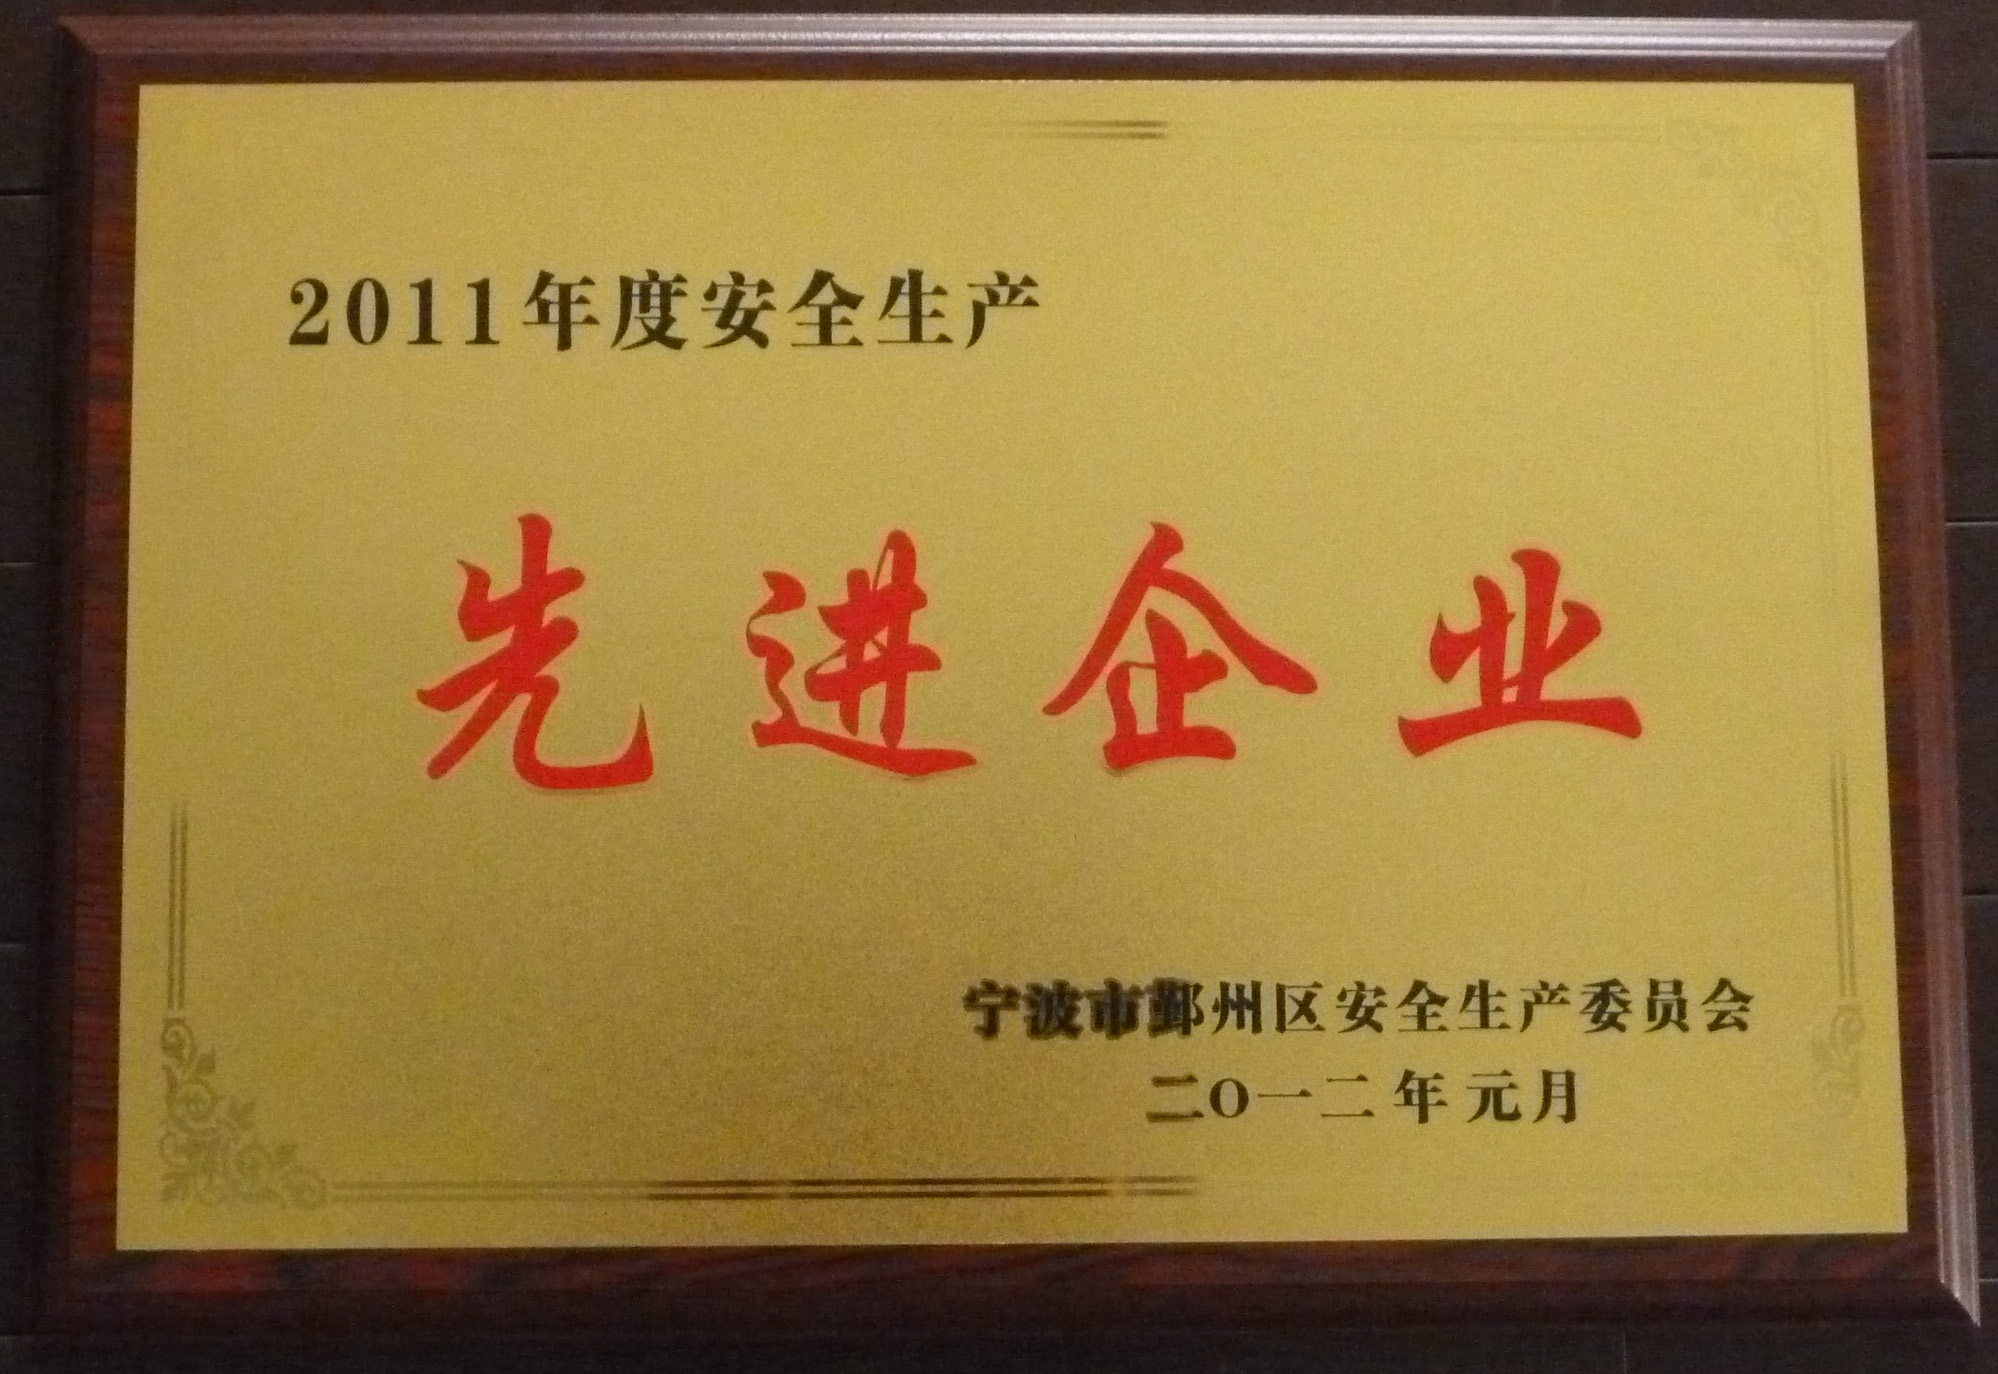 2011年度安全生产
先进企业
宁波市鄞州区安全生产委员会
二O一二年元月